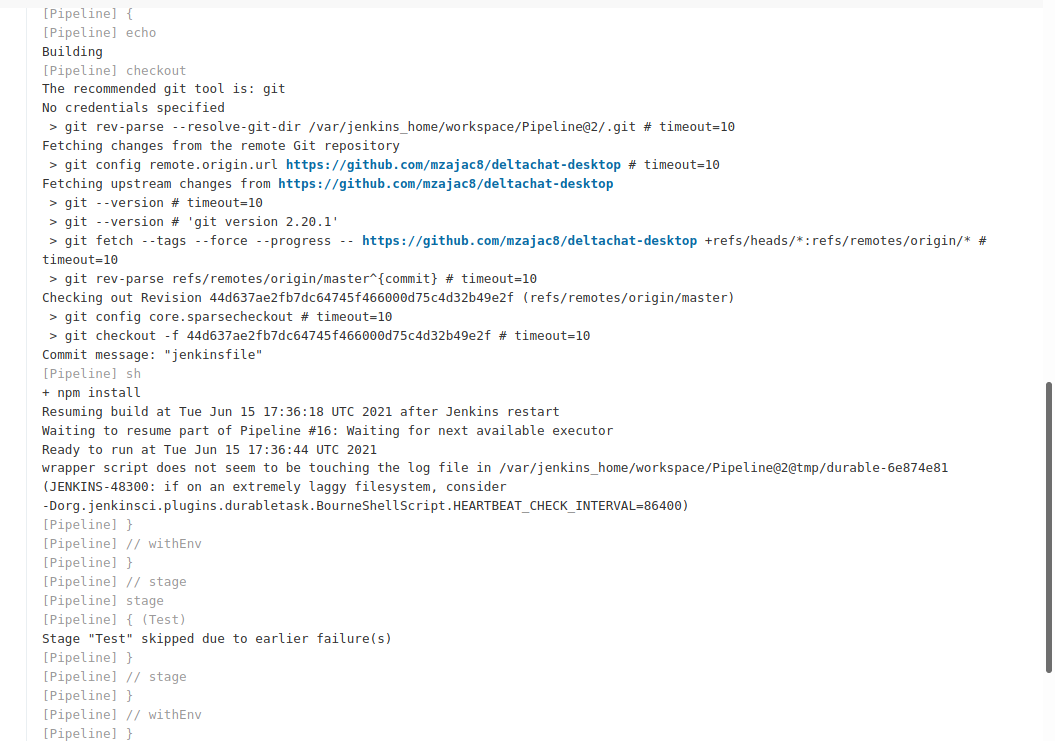 [Pipeline] {
[Pipeline] echo
Building
[Pipeline] checkout
The recommended git tool is: git
No credentials specified
 > git rev-parse --resolve-git-dir /var/jenkins_home/workspace/Pipeline@2/.git # timeout=10
Fetching changes from the remote Git repository
 > git config remote.origin.url https://github.com/mzajac8/deltachat-desktop # timeout=10
Fetching upstream changes from https://github.com/mzajac8/deltachat-desktop
 > git --version # timeout=10
 > git --version # 'git version 2.20.1'
 > git fetch --tags --force --progress -- https://github.com/mzajac8/deltachat-desktop +refs/heads/*:refs/remotes/origin/* #
timeout=10
 > git rev-parse refs/remotes/origin/master^{commit} # timeout=10
Checking out Revision 44d637ae2fb7dc64745f466000d75c4d32b49e2f (refs/remotes/origin/master)
 > git config core.sparsecheckout # timeout=10
 > git checkout -f 44d637ae2fb7dc64745f466000d75c4d32b49e2f # timeout=10
Commit message: "jenkinsfile"
[Pipeline] sh
+ npm install
Resuming build at Tue Jun 15 17:36:18 UTC 2021 after Jenkins restart
Waiting to resume part of Pipeline #16: Waiting for next available executor
Ready to run at Tue Jun 15 17:36:44 UTC 2021
wrapper script does not seem to be touching the log file in /var/jenkins_home/workspace/Pipeline@2@tmp/durable-6e874e81
(JENKINS-48300: if on an extremely laggy filesystem, consider
-Dorg.jenkinsci.plugins.durabletask.BourneShellScript.HEARTBEAT_CHECK_INTERVAL=86400)
[Pipeline] }
[Pipeline] // withEnv
[Pipeline] }
[Pipeline] // stage
[Pipeline] stage
[Pipeline] { (Test)
Stage "Test" skipped due to earlier failure(s)
[Pipeline] }
[Pipeline] // stage
[Pipeline] }
[Pipeline] // withEnv
[Pipeline] }